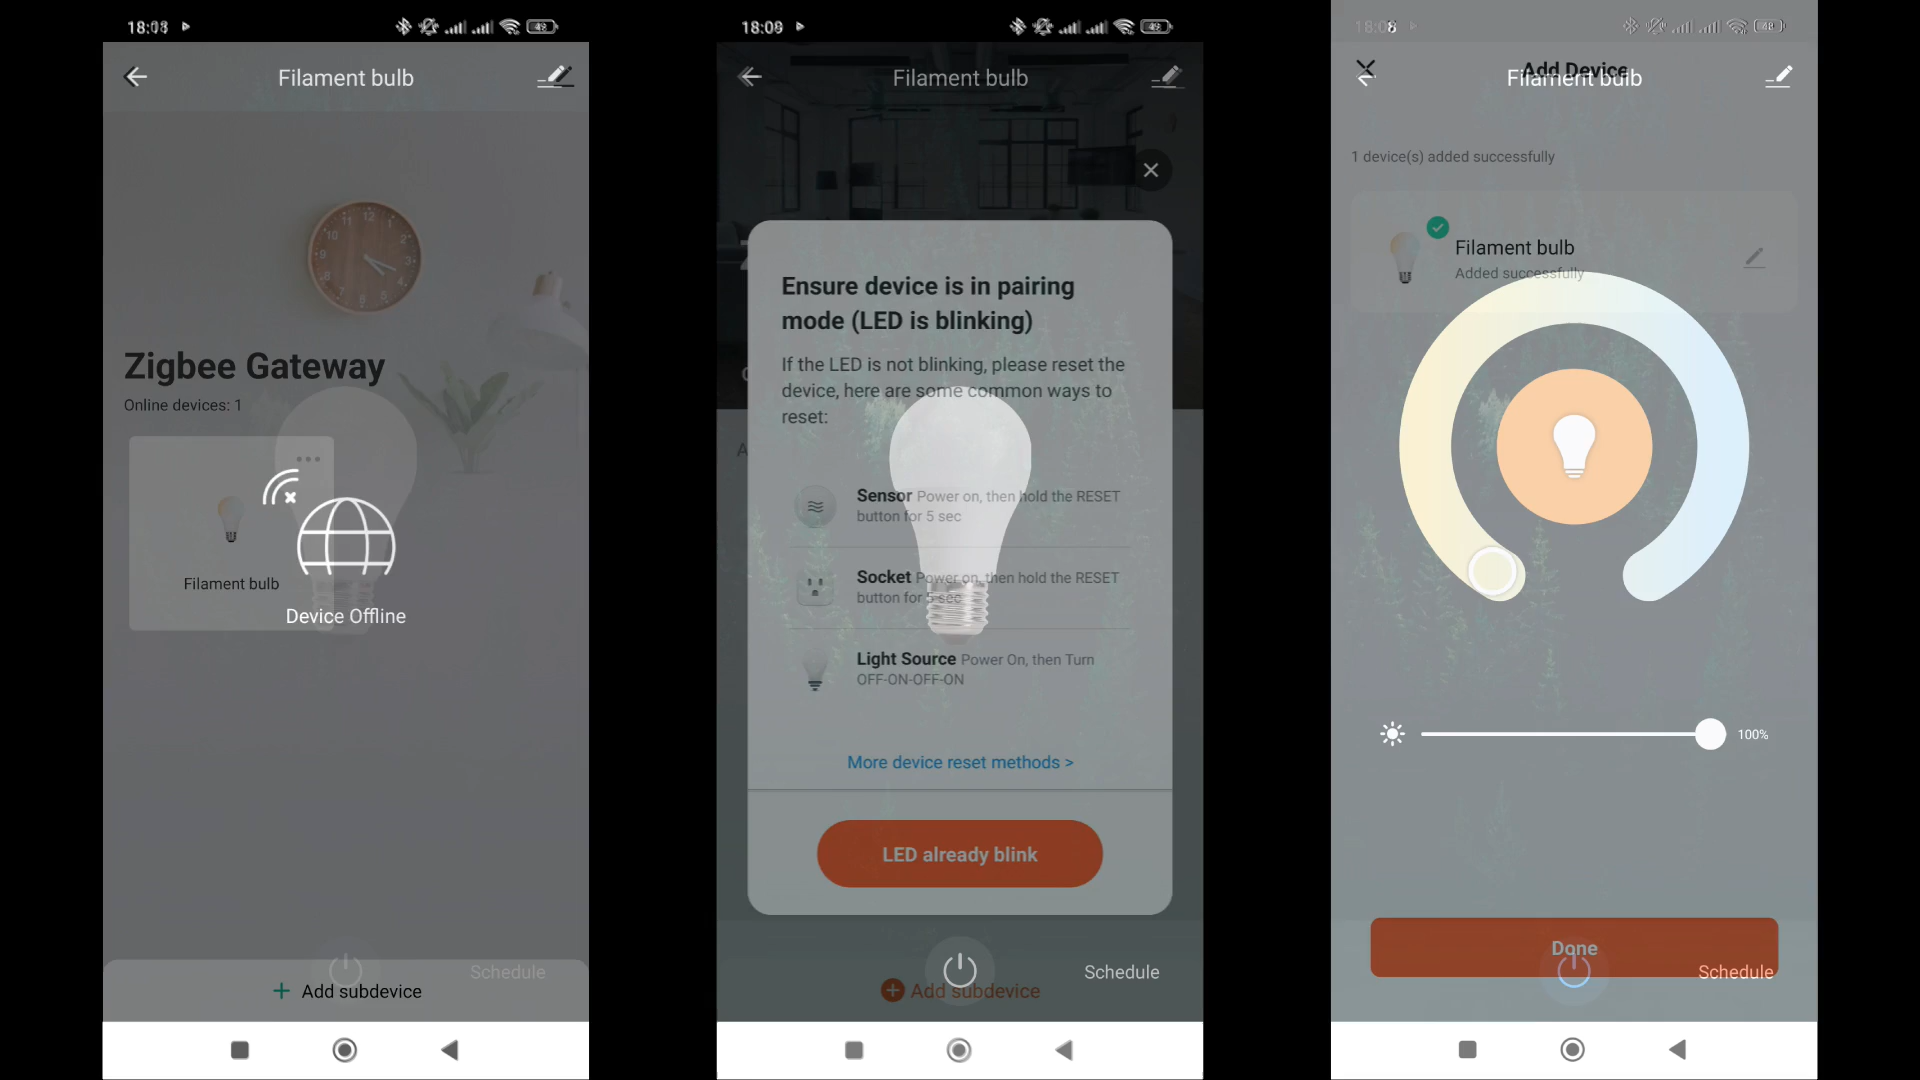 18:08
Filament bulb
12
Zigbee Gateway
Online devices: 1
Filament bulb
Device Offline
Schedule
Add subdevice
18:08
Filament bulb
Ensure device is in pairing
mode (LED is blinking)
If the LED is not blinking, please reset the
device, here are some common ways to
reset:
Sensor Power on, then hold the RESET
button for 5 sec
Socket Power on, then hold the RESET
button for 5 sec
Light Source Power On, then Turn
OFF-ON-OFF-ON
More device reset methods >
LED already blink
Schedule
Add subdevice
18:08
Add Device
Filament bulb
1 device(s) added successfully
Filament bulb
Added successfully
100%
Done
Schedule